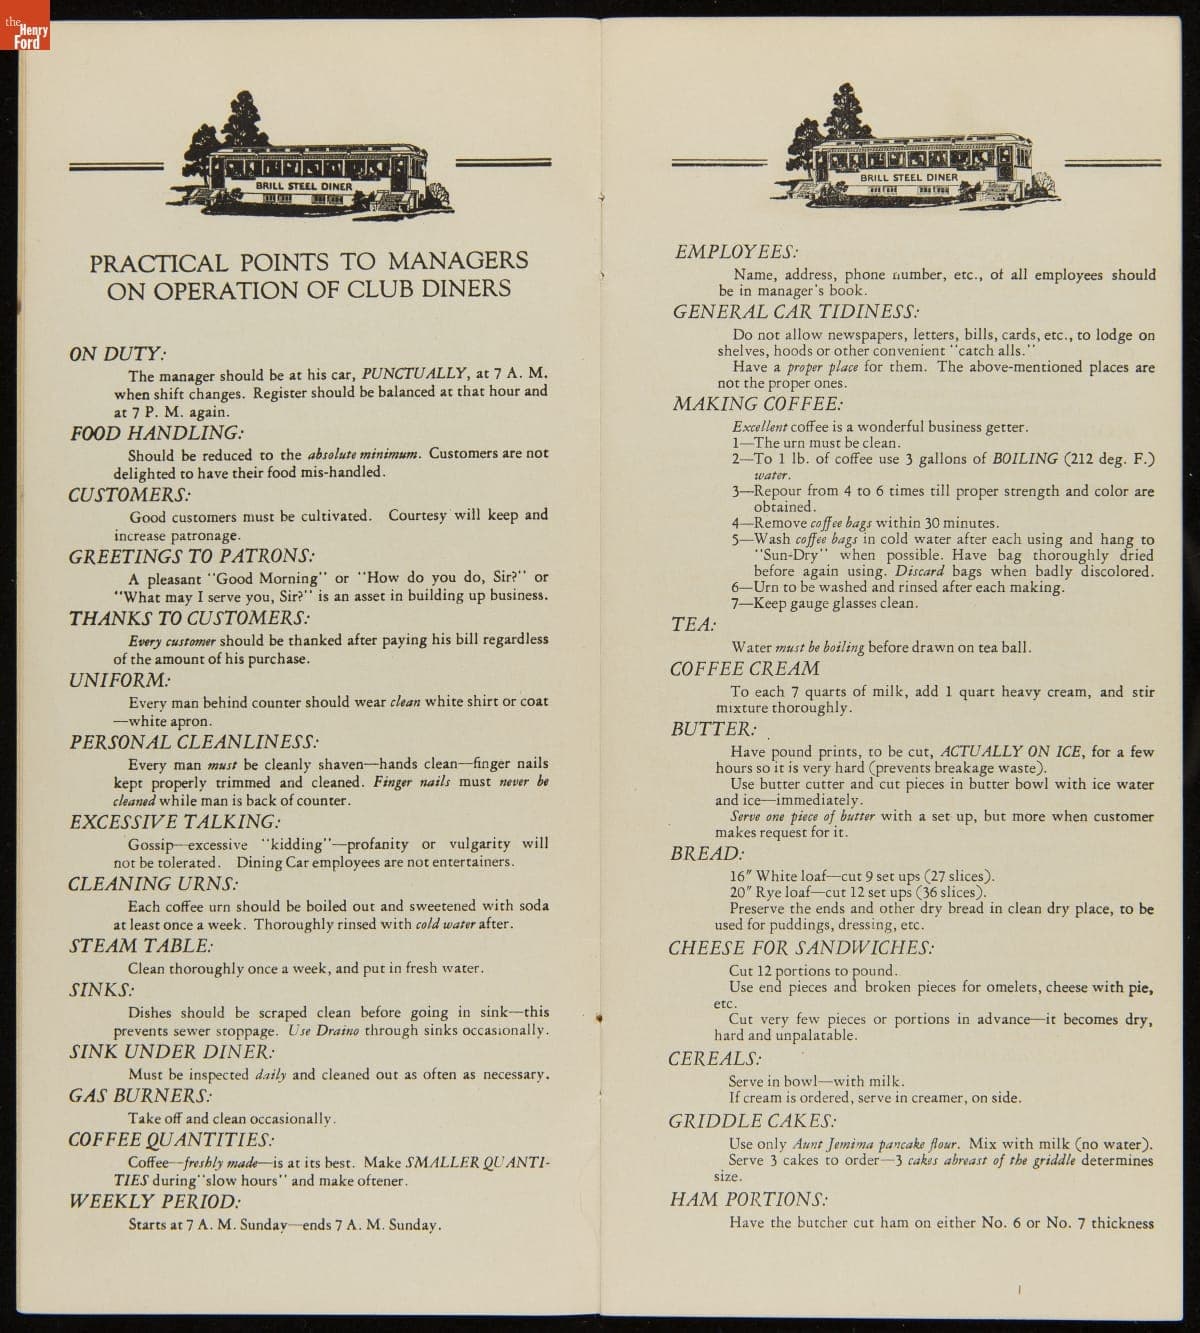 the
Henry
Ford
BRILL STEEL DINER
PRACTICAL POINTS TO MANAGERS
ON OPERATION OF CLUB DINERS
ON DUTY:
The manager should be at his car, PUNCTUALLY, at 7 A. M.
when shift changes. Register should be balanced at that hour and
at 7 P. M. again.
FOOD HANDLING:
Should be reduced to the absolute minimum. Customers are not
delighted to have their food mis-handled.
CUSTOMERS:
Good customers must be cultivated. Courtesy will keep and
increase patronage.
GREETINGS TO PATRONS:
A pleasant "Good Morning" or "How do you do, Sir?" or
"What may I serve you, Sir?" is an asset in building up business.
THANKS TO CUSTOMERS:
Every customer should be thanked after paying his bill regardless
of the amount of his purchase.
UNIFORM:
Every man behind counter should wear clean white shirt or coat
—white apron.
PERSONAL CLEANLINESS:
Every man must be cleanly shaven—hands clean—finger nails
kept properly trimmed and cleaned. Finger nails must never be
cleaned while man is back of counter.
EXCESSIVE TALKING:
Gossip—excessive "kidding"—profanity or vulgarity will
not be tolerated. Dining Car employees are not entertainers.
CLEANING URNS:
Each coffee urn should be boiled out and sweetened with soda
at least once a week. Thoroughly rinsed with cold water after.
STEAM TABLE:
Clean thoroughly once a week, and put in fresh water.
SINKS:
Dishes should be scraped clean before going in sink—this
prevents sewer stoppage. Use Draino through sinks occasionally.
SINK UNDER DINER:
Must be inspected daily and cleaned out as often as necessary.
GAS BURNERS:
Take off and clean occasionally.
COFFEE QUANTITIES:
Coffee—freshly made—is at its best. Make SMALLER QUANTI-
TIES during "slow hours" and make oftener.
WEEKLY PERIOD:
Starts at 7 A. M. Sunday—ends 7 A. M. Sunday.
BRILL STEEL DINER
EMPLOYEES:
Name, address, phone number, etc., of all employees should
be in manager's book.
GENERAL CAR TIDINESS:
Do not allow newspapers, letters, bills, cards, etc., to lodge on
shelves, hoods or other convenient "catch alls."
Have a proper place for them. The above-mentioned places are
not the proper ones.
MAKING COFFEE:
Excellent coffee is a wonderful business getter.
1—The urn must be clean.
2—To 1 lb. of coffee use 3 gallons of BOILING (212 deg. F.)
water.
3—Repour from 4 to 6 times till proper strength and color are
obtained.
4—Remove coffee bags within 30 minutes.
5—Wash coffee bags in cold water after each using and hang to
"Sun-Dry" when possible. Have bag thoroughly dried
before again using. Discard bags when badly discolored.
6—Urn to be washed and rinsed after each making.
7—Keep gauge glasses clean.
TEA:
Water must be boiling before drawn on tea ball.
COFFEE CREAM
To each 7 quarts of milk, add 1 quart heavy cream, and stir
mixture thoroughly.
BUTTER:
Have pound prints, to be cut, ACTUALLY ON ICE, for a few
hours so it is very hard (prevents breakage waste).
Use butter cutter and cut pieces in butter bowl with ice water
and ice—immediately.
Serve one piece of butter with a set up, but more when customer
makes request for it.
BREAD:
16" White loaf—cut 9 set ups (27 slices).
20" Rye loaf—cut 12 set ups (36 slices).
Preserve the ends and other dry bread in clean dry place, to be
used for puddings, dressing, etc.
CHEESE FOR SANDWICHES:
Cut 12 portions to pound.
Use end pieces and broken pieces for omelets, cheese with pie,
etc.
Cut very few pieces or portions in advance—it becomes dry,
hard and unpalatable.
CEREALS:
Serve in bowl—with milk.
If cream is ordered, serve in creamer, on side.
GRIDDLE CAKES:
Use only Aunt Jemima pancake flour. Mix with milk (no water).
Serve 3 cakes to order—3 cakes abreast of the griddle determines
size.
HAM PORTIONS:
Have the butcher cut ham on either No. 6 or No. 7 thickness